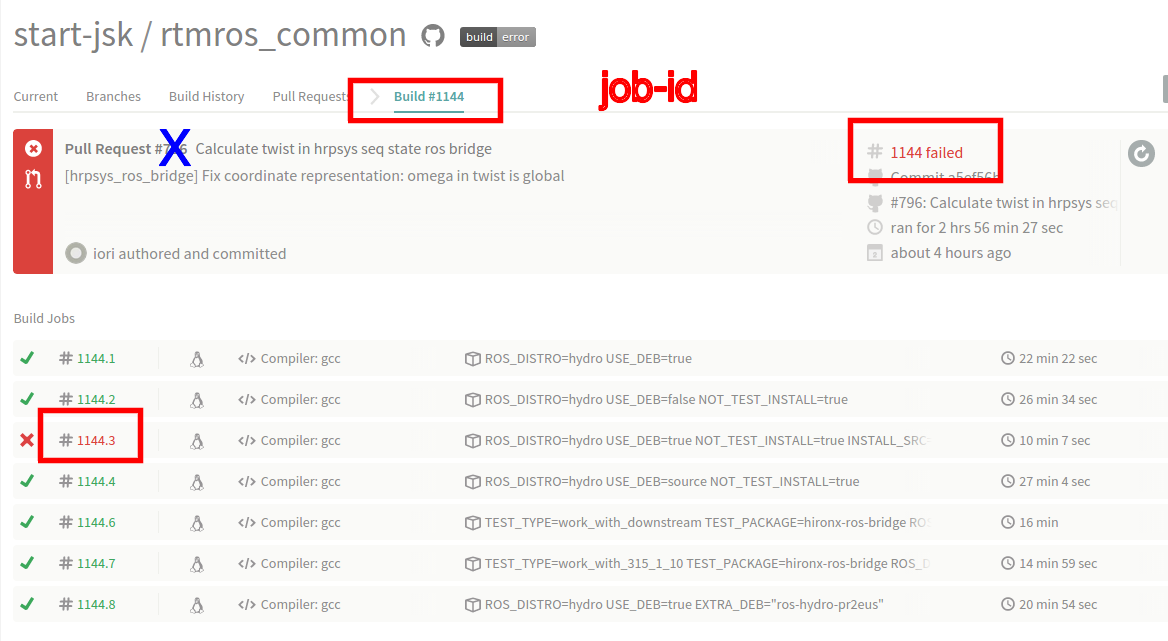 start-jsk / rtmros_common build error
job-id
Current Branches Build History Pull Requests Build #1144
Pull Request #796 Calculate twist in hrpsys seq state ros bridge
[hrpsys_ros_bridge] Fix coordinate representation: omega in twist is global
iori authored and committed
# 1144 failed
Commit a5ef56b
#796: Calculate twist in hrpsys seq
ran for 2 hrs 56 min 27 sec
about 4 hours ago
Build Jobs
# 1144.1 </> Compiler: gcc ROS_DISTRO=hydro USE_DEB=true 22 min 22 sec
# 1144.2 </> Compiler: gcc ROS_DISTRO=hydro USE_DEB=false NOT_TEST_INSTALL=true 26 min 34 sec
# 1144.3 </> Compiler: gcc ROS_DISTRO=hydro USE_DEB=true NOT_TEST_INSTALL=true INSTALL_SRC 10 min 7 sec
# 1144.4 </> Compiler: gcc ROS_DISTRO=hydro USE_DEB=source NOT_TEST_INSTALL=true 27 min 4 sec
# 1144.6 </> Compiler: gcc TEST_TYPE=work_with_downstream TEST_PACKAGE=hironx-ros-bridge ROS 16 min
# 1144.7 </> Compiler: gcc TEST_TYPE=work_with_315_1_10 TEST_PACKAGE=hironx-ros-bridge ROS_D 14 min 59 sec
# 1144.8 </> Compiler: gcc ROS_DISTRO=hydro USE_DEB=true EXTRA_DEB="ros-hydro-pr2eus" 20 min 54 sec